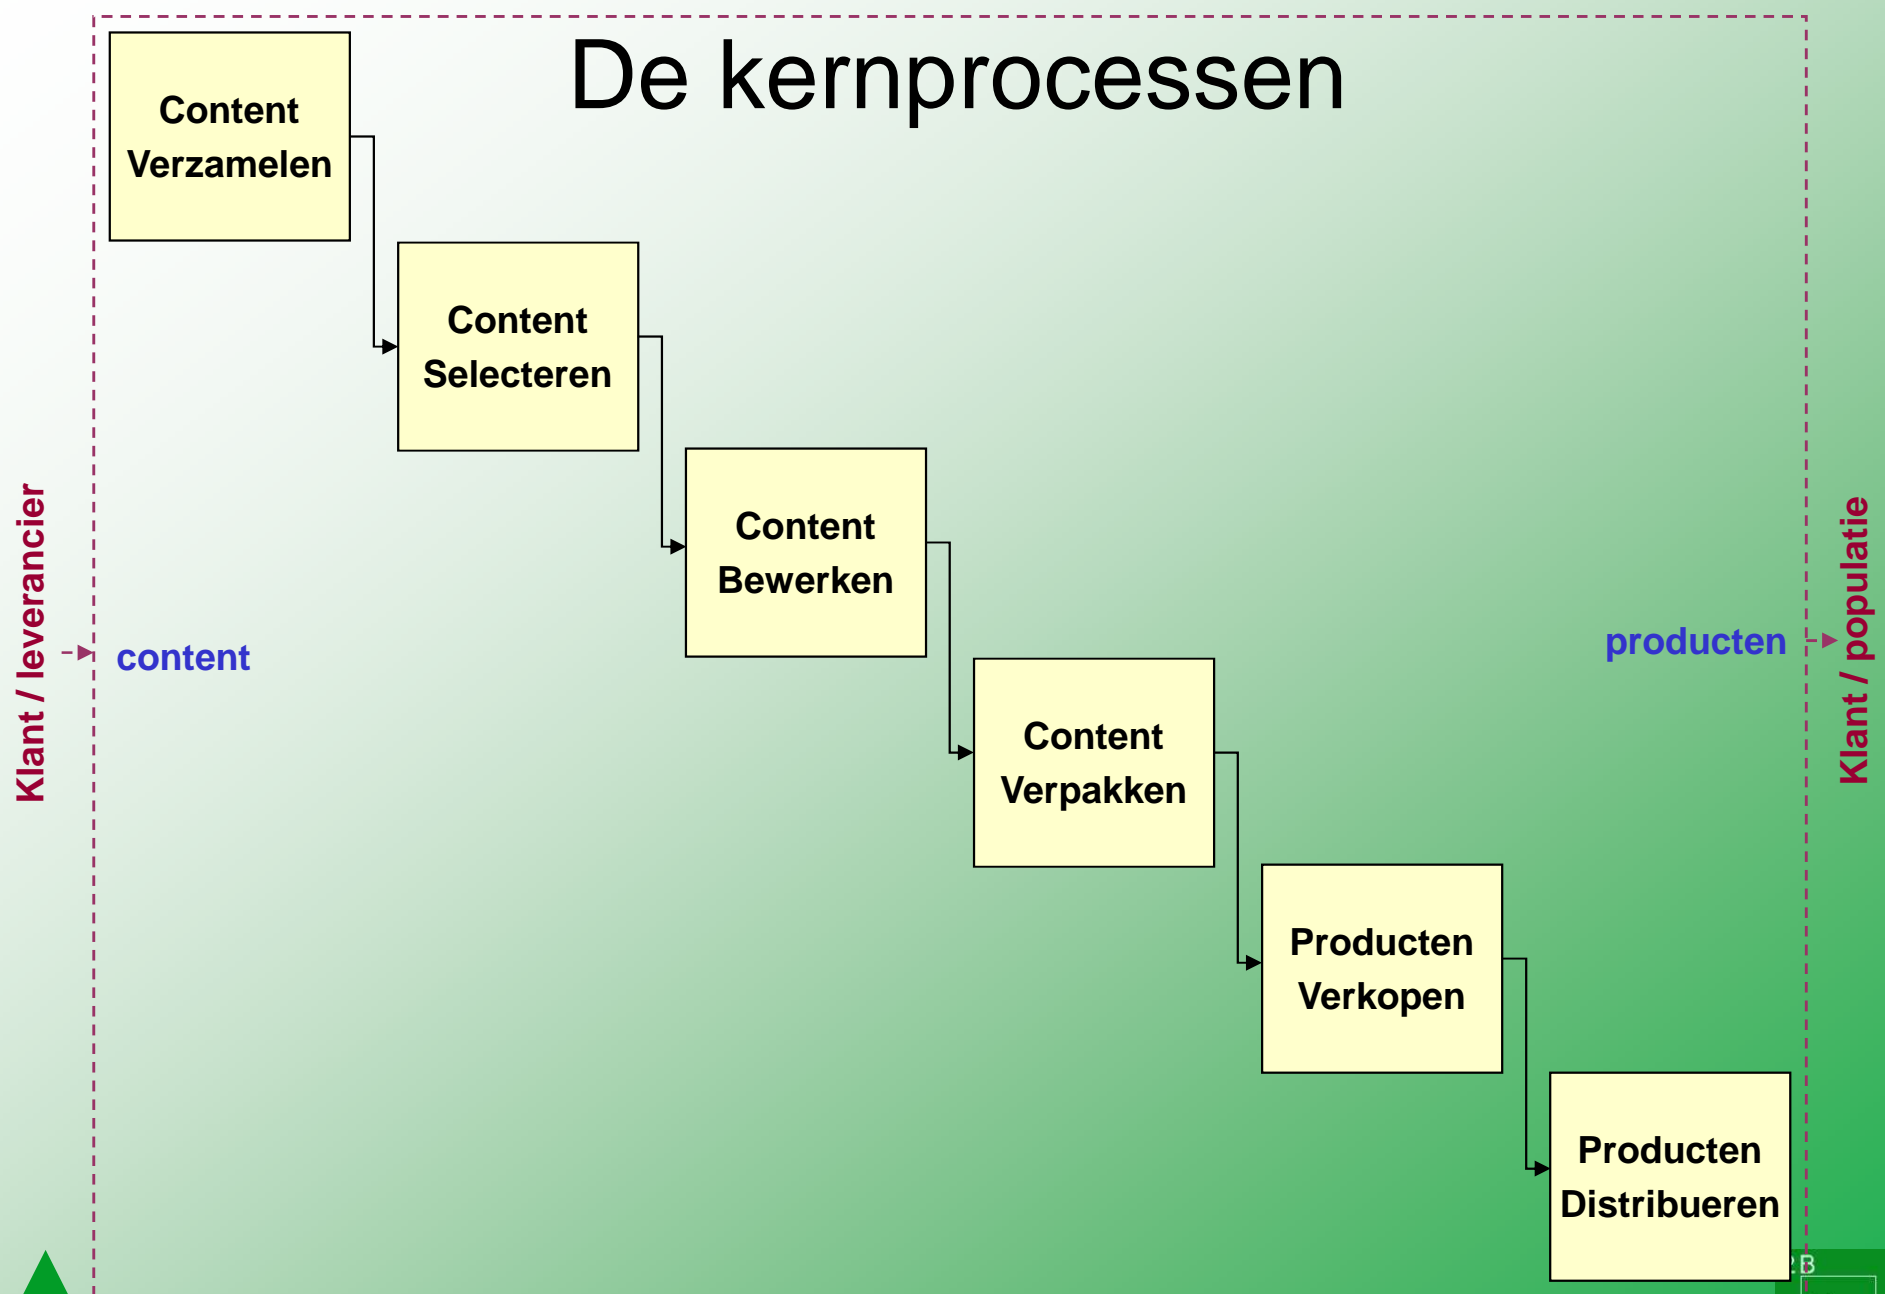 De kernprocessen
Content
Verzamelen
Content
Selecteren
Content
Bewerken
Klant / leverancier
content
producten
Klant / populatie
Content
Verpakken
Producten
Verkopen
Producten
Distribueren